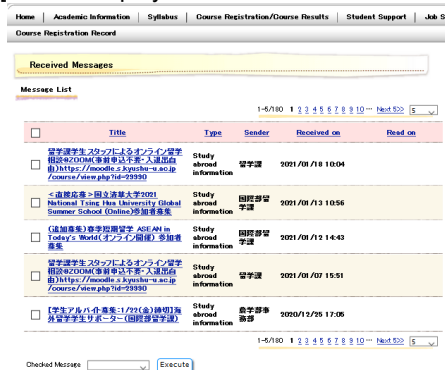 Home | Academic Information | Syllabus | Course Registration/Course Results | Student Support | Job S
Course Registration Record
Received Messages
Message List
1-5/180 1 2 3 4 5 6 7 8 9 10 … Next 5>> 5
Title Type Sender Received on Read on
留学課学生スタッフによるオンライン留学
相談@ZOOM(事前申込不要・入退出自
由)https://moodle.s.kyushu-u.ac.jp
/course/view.php?id=29990
Study
abroad
information
留学課
2021/01/18 10:04
＜直接応募＞国立清華大学2021
National Tsing Hua University Global
Summer School (Online)参加者募集
Study
abroad
information
国際部留
学課
2021/01/13 10:56
(追加募集)春季短期留学 ASEAN in
Today's World(オンライン開催) 参加者
募集
Study
abroad
information
国際部留
学課
2021/01/12 14:43
留学課学生スタッフによるオンライン留学
相談@ZOOM(事前申込不要・入退出自
由)https://moodle.s.kyushu-u.ac.jp
/course/view.php?id=29990
Study
abroad
information
留学課
2021/01/07 15:51
【学生アルバイト募集:1/22(金)締切】海
外留学学生サポーター(国際部留学課)
Study
abroad
information
農学部事
務部
2020/12/25 17:05
1-5/180 1 2 3 4 5 6 7 8 9 10 … Next 5>> 5
Checked Message Execute